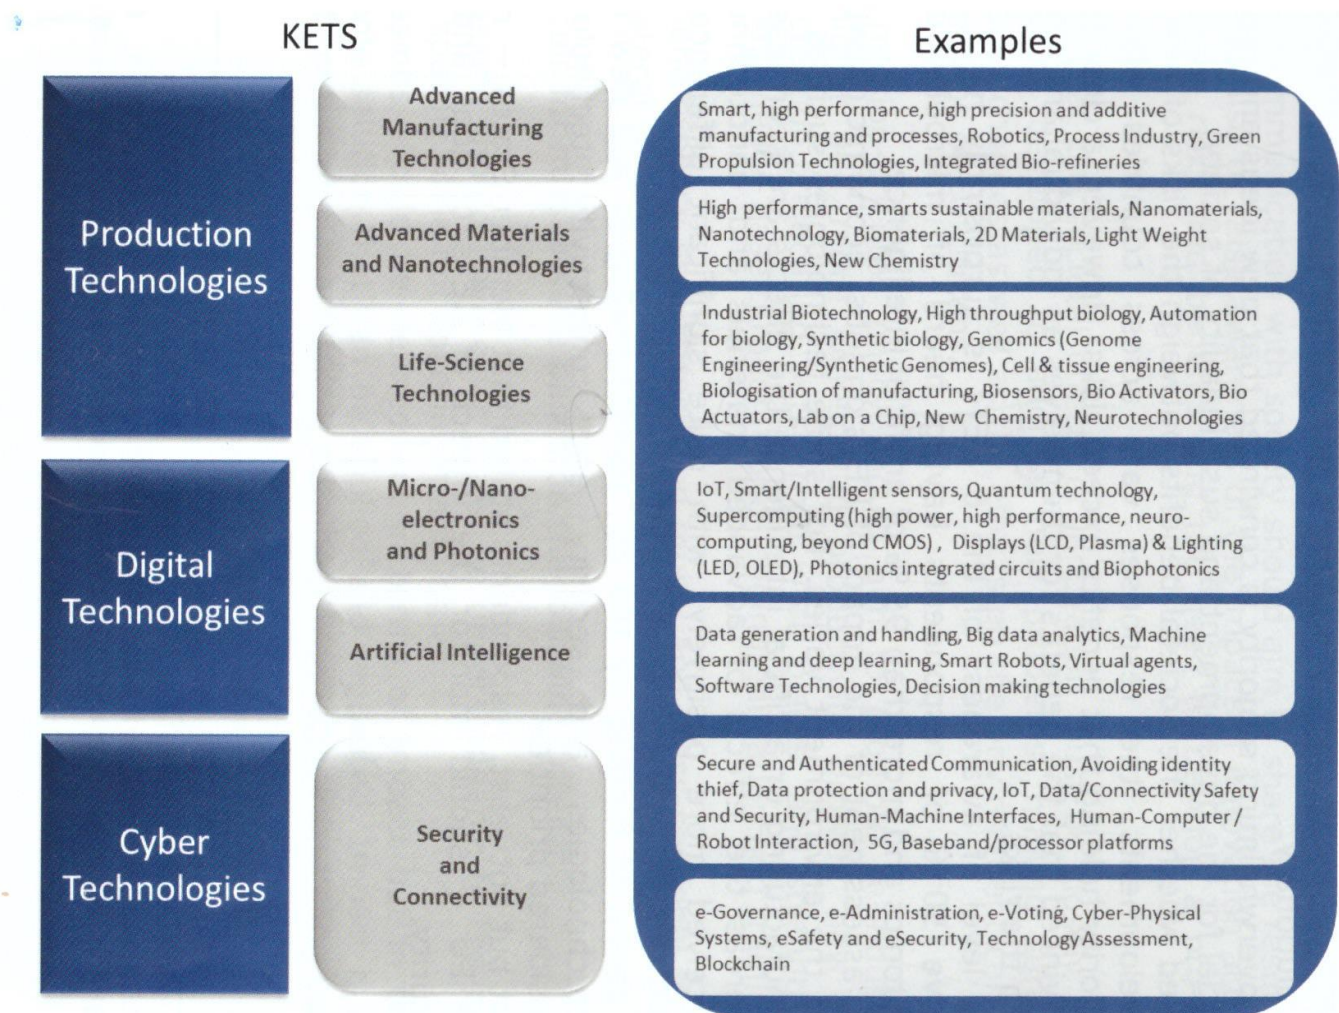 KETS
Examples
Production
Technologies
Advanced
Manufacturing
Technologies
Smart, high performance, high precision and additive
manufacturing and processes, Robotics, Process Industry, Green
Propulsion Technologies, Integrated Bio-refineries
Advanced Materials
and Nanotechnologies
High performance, smarts sustainable materials, Nanomaterials,
Nanotechnology, Biomaterials, 2D Materials, Light Weight
Technologies, New Chemistry
Life-Science
Technologies
Industrial Biotechnology, High throughput biology, Automation
for biology, Synthetic biology, Genomics (Genome
Engineering/Synthetic Genomes), Cell & tissue engineering,
Biologisation of manufacturing, Biosensors, Bio Activators, Bio
Actuators, Lab on a Chip, New Chemistry, Neurotechnologies
Digital
Technologies
Micro-/Nano-
electronics
and Photonics
IoT, Smart/Intelligent sensors, Quantum technology,
Supercomputing (high power, high performance, neuro-
computing, beyond CMOS) , Displays (LCD, Plasma) & Lighting
(LED, OLED), Photonics integrated circuits and Biophotonics
Artificial Intelligence
Data generation and handling, Big data analytics, Machine
learning and deep learning, Smart Robots, Virtual agents,
Software Technologies, Decision making technologies
Cyber
Technologies
Security
and
Connectivity
Secure and Authenticated Communication, Avoiding identity
thief, Data protection and privacy, IoT, Data/Connectivity Safety
and Security, Human-Machine Interfaces, Human-Computer /
Robot Interaction, 5G, Baseband/processor platforms
e-Governance, e-Administration, e-Voting, Cyber-Physical
Systems, eSafety and eSecurity, Technology Assessment,
Blockchain